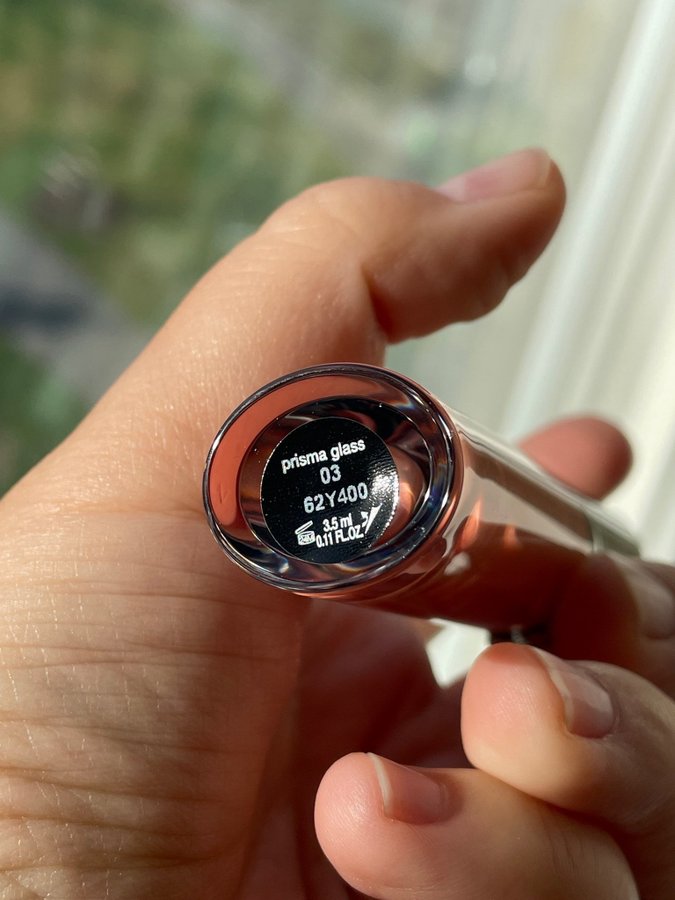 prisma glass
03
62Y400
3.5 ml
0.11 FL.OZ.